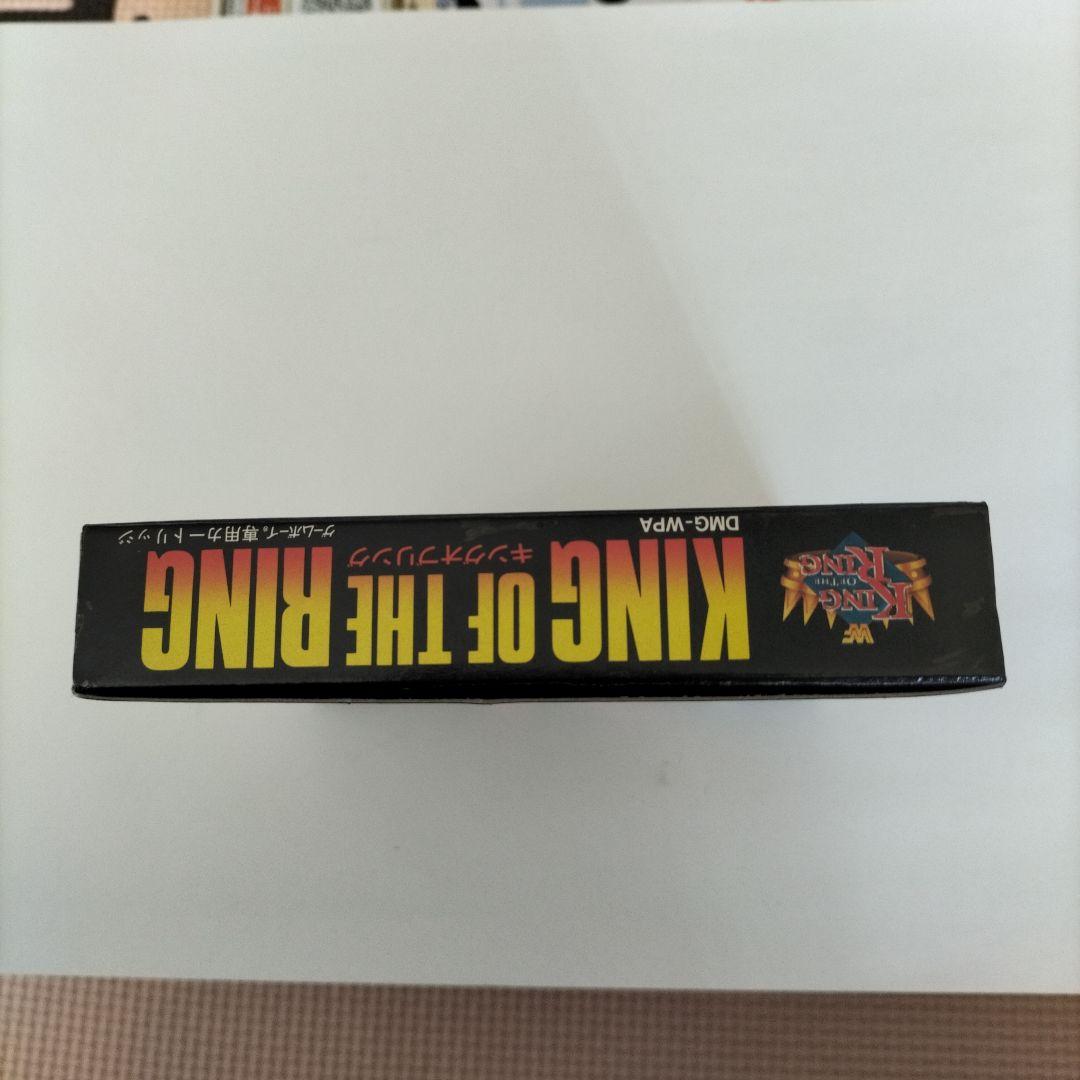 WF
KING
OF THE
RING
DMG-WPA
KING OF THE RING
キングオブリング
ゲームボーイ®専用カートリッジ